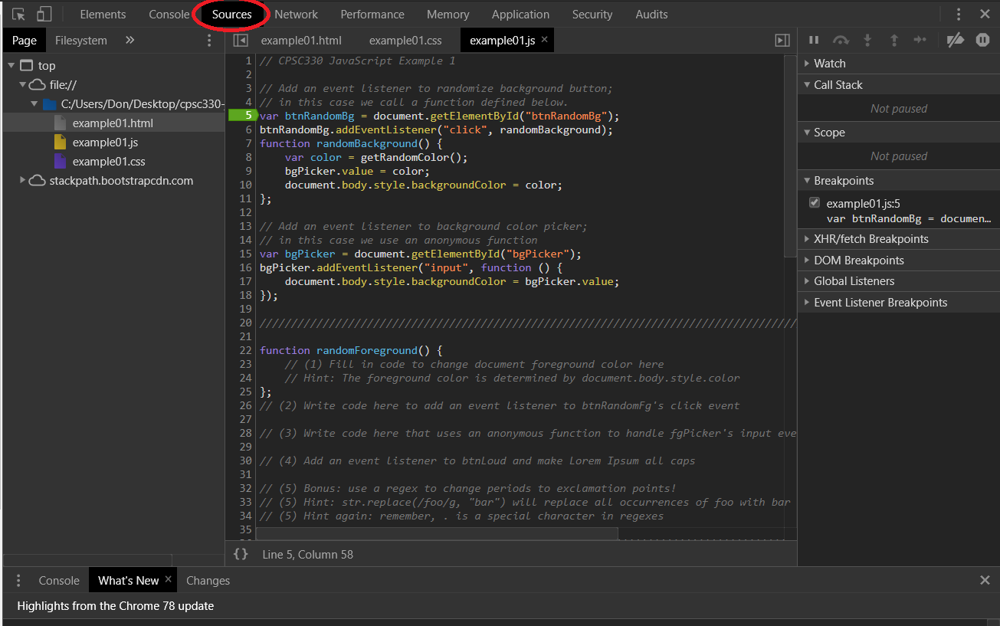 Elements Console Sources Network Performance Memory Application Security Audits
Page Filesystem
example01.html example01.css example01.js
top
file://
C:/Users/Don/Desktop/cpsc330-
example01.html
example01.js
example01.css
stackpath.bootstrapcdn.com
1 // CPSC330 JavaScript Example 1
2
3 // Add an event listener to randomize background button;
4 // in this case we call a function defined below.
5 var btnRandomBg = document.getElementById("btnRandomBg");
6 btnRandomBg.addEventListener("click", randomBackground);
7 function randomBackground() {
8     var color = getRandomColor();
9     bgPicker.value = color;
10     document.body.style.backgroundColor = color;
11 };
12
13 // Add an event listener to background color picker;
14 // in this case we use an anonymous function
15 var bgPicker = document.getElementById("bgPicker");
16 bgPicker.addEventListener("input", function () {
17     document.body.style.backgroundColor = bgPicker.value;
18 });
19
20 //////////////////////////////////////////////////////////////////////////////////////
21
22 function randomForeground() {
23     // (1) Fill in code to change document foreground color here
24     // Hint: The foreground color is determined by document.body.style.color
25 };
26 // (2) Write code here to add an event listener to btnRandomFg's click event
27
28 // (3) Write code here that uses an anonymous function to handle fgPicker's input eve
29
30 // (4) Add an event listener to btnLoud and make Lorem Ipsum all caps
31
32 // (5) Bonus: use a regex to change periods to exclamation points!
33 // (5) Hint: str.replace(/foo/g, "bar") will replace all occurrences of foo with bar
34 // (5) Hint again: remember, . is a special character in regexes
35
{} Line 5, Column 58
Watch
Call Stack
Not paused
Scope
Not paused
Breakpoints
example01.js:5
var btnRandomBg = documen…
XHR/fetch Breakpoints
DOM Breakpoints
Global Listeners
Event Listener Breakpoints
Console What's New Changes
Highlights from the Chrome 78 update